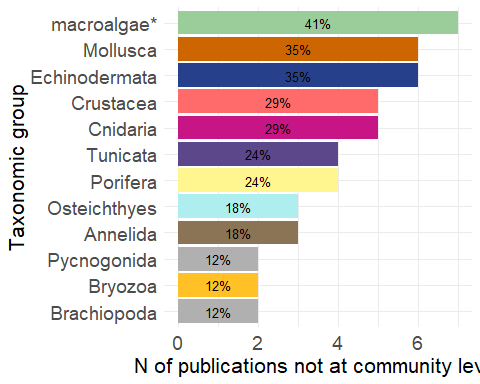 Taxonomic group
macroalgae* 41%
Mollusca 35%
Echinodermata 35%
Crustacea 29%
Cnidaria 29%
Tunicata 24%
Porifera 24%
Osteichthyes 18%
Annelida 18%
Pycnogonida 12%
Bryozoa 12%
Brachiopoda 12%
0 2 4 6
N of publications not at community lev